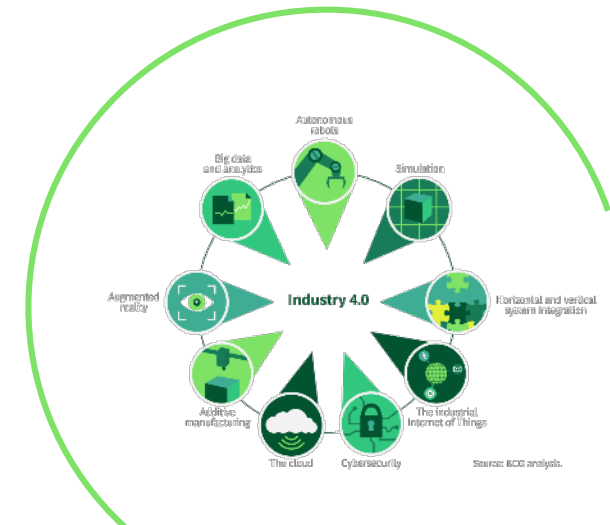 Autonomous
robots
Big data
and analytics
Simulation
Augmented
reality
Industry 4.0
Horizontal and vertical
system integration
Additive
manufacturing
The industrial
Internet of Things
The cloud
Cybersecurity
Source: BCG analysis.